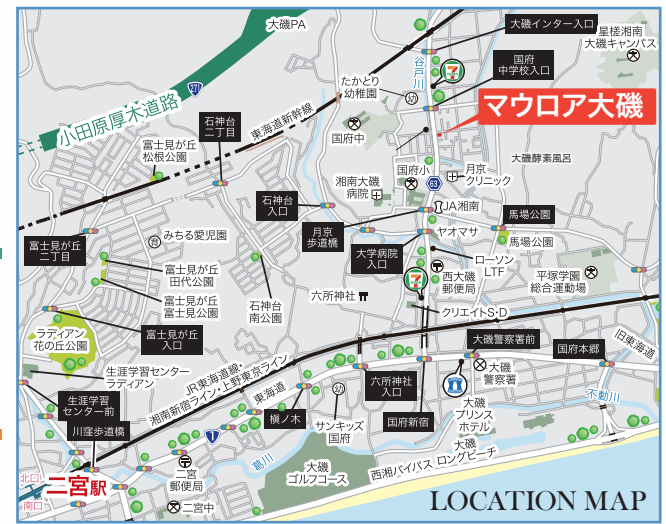 大磯PA
大磯インター入口
星槎湘南
大磯キャンパス
谷戸川
国府
中学校入口
271
小田原厚木道路
たかとり
幼稚園
幼
マウロア大磯
石神台
二丁目
東海道新幹線
国府中
富士見が丘
松根公園
大磯酵素風呂
国府小
月京
クリニック
63
湘南大磯
病院
石神台
入口
JA湘南
馬場公園
月京
歩道橋
ヤオマサ
馬場公園
みちる愛児園
富士見が丘
二丁目
大学病院
入口
ローソン
LTF
富士見が丘
田代公園
西大磯
郵便局
平塚学園
総合運動場
六所神社
富士見が丘
富士見公園
石神台
南公園
クリエイトS・D
ラディアン
花の丘公園
富士見が丘
入口
大磯警察署前
旧東海道
国府本郷
生涯学習センター
ラディアン
JR東海道線・
湘南新宿ライン・上野東京ライン
大磯
警察署
六所神社
入口
東海道
生涯学習
センター前
槇ノ木
幼
サンキッズ
国府
国府新宿
大磯
プリンス
ホテル
不動川
川窪歩道橋
1
葛川
大磯
ロングビーチ
西湘バイパス
北口
二宮駅
南口
二宮
郵便局
大磯
ゴルフコース
二宮中
LOCATION MAP